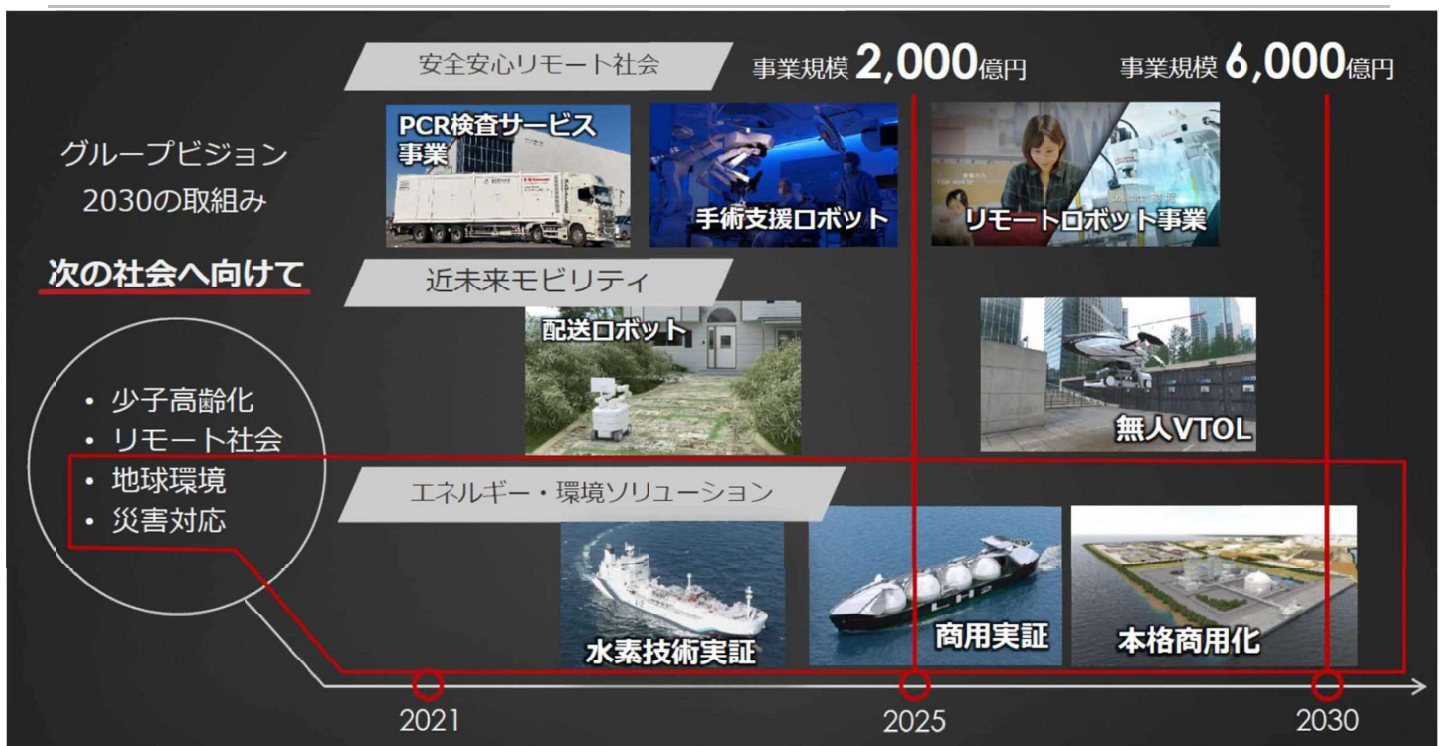 安全安心リモート社会
事業規模 2,000億円
事業規模 6,000億円
グループビジョン
2030の取組み
次の社会へ向けて
PCR検査サービス
事業
手術支援ロボット
リモートロボット事業
近未来モビリティ
配送ロボット
無人VTOL
• 少子高齢化
• リモート社会
• 地球環境
• 災害対応
エネルギー・環境ソリューション
水素技術実証
LH2
商用実証
本格商用化
2021
2025
2030